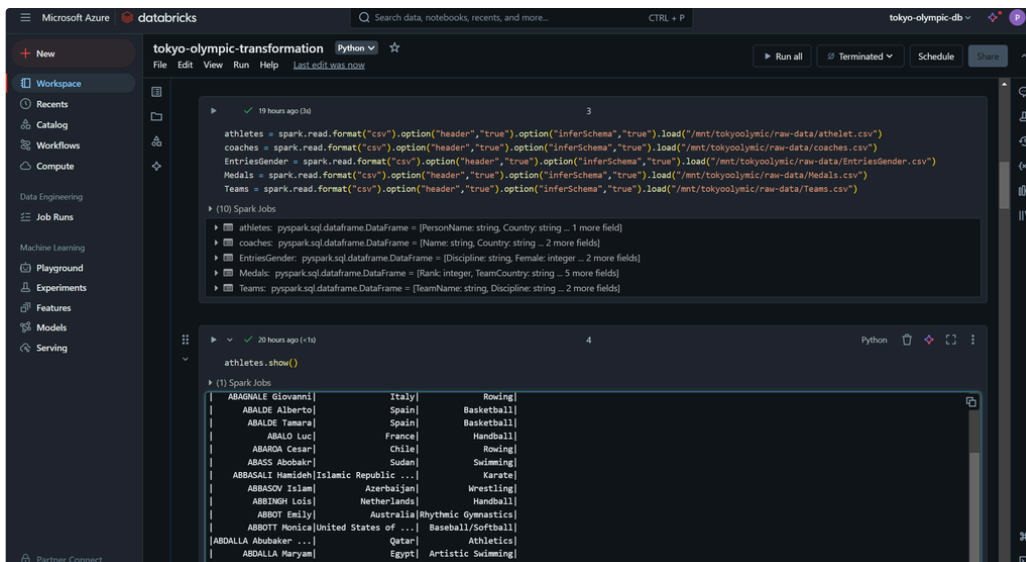 Microsoft Azure databricks Search data, notebooks, recents, and more... CTRL + P tokyo-olympic-db P
New
Workspace
Recents
Catalog
Workflows
Compute
Data Engineering
Job Runs
Machine Learning
Playground
Experiments
Features
Models
Serving
Partner Connect
tokyo-olympic-transformation Python
File Edit View Run Help Last edit was now
Run all Terminated Schedule Share
19 hours ago (3s) 3
athletes = spark.read.format("csv").option("header","true").option("inferSchema","true").load("/mnt/tokyoolymic/raw-data/athelet.csv")
coaches = spark.read.format("csv").option("header","true").option("inferSchema","true").load("/mnt/tokyoolymic/raw-data/coaches.csv")
EntriesGender = spark.read.format("csv").option("header","true").option("inferSchema","true").load("/mnt/tokyoolymic/raw-data/EntriesGender.csv")
Medals = spark.read.format("csv").option("header","true").option("inferSchema","true").load("/mnt/tokyoolymic/raw-data/Medals.csv")
Teams = spark.read.format("csv").option("header","true").option("inferSchema","true").load("/mnt/tokyoolymic/raw-data/Teams.csv")
(10) Spark Jobs
athletes: pyspark.sql.dataframe.DataFrame = [PersonName: string, Country: string ... 1 more field]
coaches: pyspark.sql.dataframe.DataFrame = [Name: string, Country: string ... 2 more fields]
EntriesGender: pyspark.sql.dataframe.DataFrame = [Discipline: string, Female: integer ... 2 more fields]
Medals: pyspark.sql.dataframe.DataFrame = [Rank: integer, TeamCountry: string ... 5 more fields]
Teams: pyspark.sql.dataframe.DataFrame = [TeamName: string, Discipline: string ... 2 more fields]
20 hours ago (<1s) 4 Python
athletes.show()
(1) Spark Jobs
| ABAGNALE Giovanni| Italy| Rowing|
| ABALDE Alberto| Spain| Basketball|
| ABALDE Tamara| Spain| Basketball|
| ABALO Luc| France| Handball|
| ABAROA Cesar| Chile| Rowing|
| ABASS Abobakr| Sudan| Swimming|
| ABBASALI Hamideh|Islamic Republic ...| Karate|
| ABBASOV Islam| Azerbaijan| Wrestling|
| ABBINGH Lois| Netherlands| Handball|
| ABBOT Emily| Australia|Rhythmic Gymnastics|
| ABBOTT Monica|United States of ...| Baseball/Softball|
|ABDALLA Abubaker ...| Qatar| Athletics|
| ABDALLA Maryam| Egypt| Artistic Swimming|